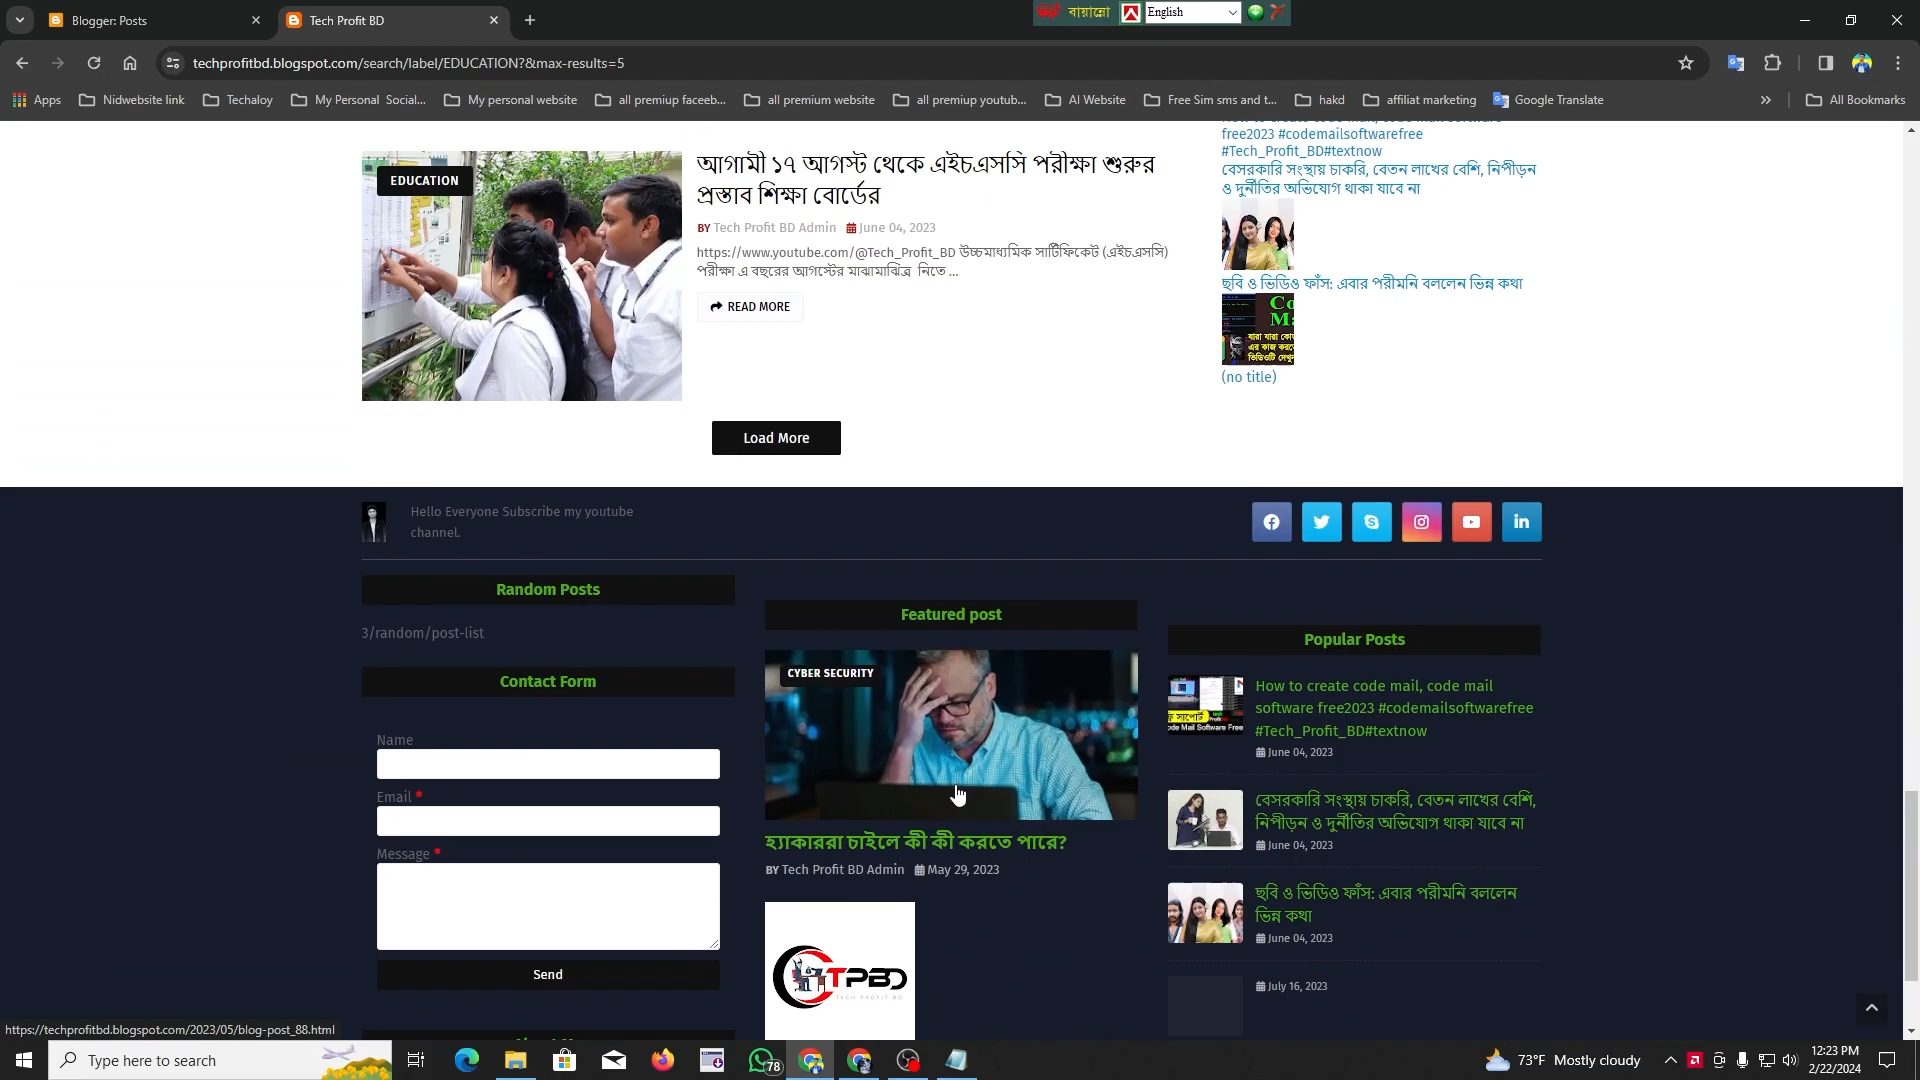 Blogger: Posts
Tech Profit BD
বায়ান্নো
English
techprofitbd.blogspot.com/search/label/EDUCATION?&max-results=5
Apps
Nidwebsite link
Techaloy
My Personal Social...
My personal website
all premiup faceeb...
all premium website
all premiup youtub...
AI Website
Free Sim sms and t...
hakd
affiliat marketing
Google Translate
All Bookmarks
EDUCATION
আগামী ১৭ আগস্ট থেকে এইচএসসি পরীক্ষা শুরুর
প্রস্তাব শিক্ষা বোর্ডের
BY Tech Profit BD Admin June 04, 2023
https://www.youtube.com/@Tech_Profit_BD উচ্চমাধ্যমিক সার্টিফিকেট (এইচএসসি)
পরীক্ষা এ বছরের আগস্টের মাঝামাঝিত্র নিতে ...
READ MORE
Load More
free2023 #codemailsoftwarefree
#Tech_Profit_BD#textnow
বেসরকারি সংস্থায় চাকরি, বেতন লাখের বেশি, নিপীড়ন
ও দুর্নীতির অভিযোগ থাকা যাবে না
ছবি ও ভিডিও ফাঁস: এবার পরীমনি বললেন ভিন্ন কথা
(no title)
Hello Everyone Subscribe my youtube
channel.
Random Posts
3/random/post-list
Contact Form
Name
Email *
Message *
Send
Featured post
CYBER SECURITY
হ্যাকাররা চাইলে কী কী করতে পারে?
BY Tech Profit BD Admin May 29, 2023
TPBD
TECH PROFIT BD
Popular Posts
How to create code mail, code mail
software free2023 #codemailsoftwarefree
#Tech_Profit_BD#textnow
June 04, 2023
বেসরকারি সংস্থায় চাকরি, বেতন লাখের বেশি,
নিপীড়ন ও দুর্নীতির অভিযোগ থাকা যাবে না
June 04, 2023
ছবি ও ভিডিও ফাঁস: এবার পরীমনি বললেন
ভিন্ন কথা
June 04, 2023
July 16, 2023
https://techprofitbd.blogspot.com/2023/05/blog-post_88.html
Type here to search
78
73°F Mostly cloudy
12:23 PM
2/22/2024